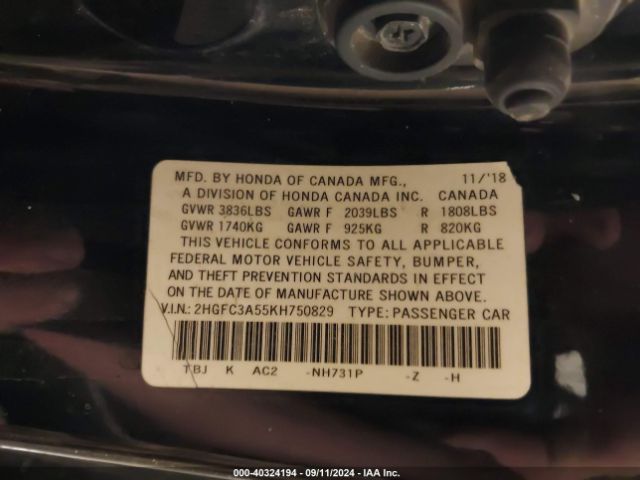 MFD. BY HONDA OF CANADA MFG., 11/'18
A DIVISION OF HONDA CANADA INC. CANADA
GVWR 3836LBS GAWR F 2039LBS R 1808LBS
GVWR 1740KG GAWR F 925KG R 820KG
THIS VEHICLE CONFORMS TO ALL APPLICABLE
FEDERAL MOTOR VEHICLE SAFETY, BUMPER,
AND THEFT PREVENTION STANDARDS IN EFFECT
ON THE DATE OF MANUFACTURE SHOWN ABOVE.
V.I.N.: 2HGFC3A55KH750829 TYPE: PASSENGER CAR
TBJ K AC2 -NH731P -Z -H
000-40324194 - 09/11/2024 - IAA Inc.